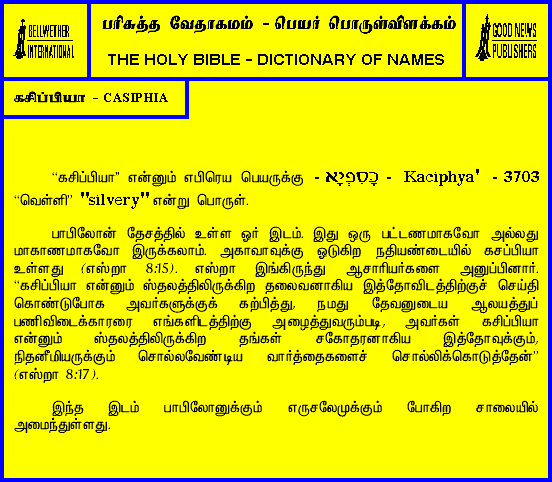 BELLWETHER
INTERNATIONAL
பரிசுத்த வேதாகமம் - பெயர் பொருள்விளக்கம்
THE HOLY BIBLE - DICTIONARY OF NAMES
GOOD NEWS
PUBLISHERS
கசிப்பியா - CASIPHIA
“கசிப்பியா” என்னும் எபிரெய பெயருக்கு - כָּסִפְיָא - Kaciphya' - 3703
“வெள்ளி” "silvery" என்று பொருள்.
பாபிலோன் தேசத்தில் உள்ள ஓர் இடம். இது ஒரு பட்டணமாகவோ அல்லது
மாகாணமாகவோ இருக்கலாம். அகாவாவுக்கு ஓடுகிற நதியண்டையில் கசப்பியா
உள்ளது (எஸ்றா 8:15). எஸ்றா இங்கிருந்து ஆசாரியர்களை அனுப்பினார்.
“கசிப்பியா என்னும் ஸ்தலத்திலிருக்கிற தலைவனாகிய இத்தோவிடத்திற்குச் செய்தி
கொண்டுபோக அவர்களுக்குக் கற்பித்து, நமது தேவனுடைய ஆலயத்துப்
பணிவிடைக்காரரை எங்களிடத்திற்கு அழைத்துவரும்படி, அவர்கள் கசிப்பியா
என்னும் ஸ்தலத்திலிருக்கிற தங்கள் சகோதரனாகிய இத்தோவுக்கும்,
நிதனீமியருக்கும் சொல்லவேண்டிய வார்த்தைகளைச் சொல்லிக்கொடுத்தேன்”
(எஸ்றா 8:17).
இந்த இடம் பாபிலோனுக்கும் எருசலேமுக்கும் போகிற சாலையில்
அமைந்துள்ளது.